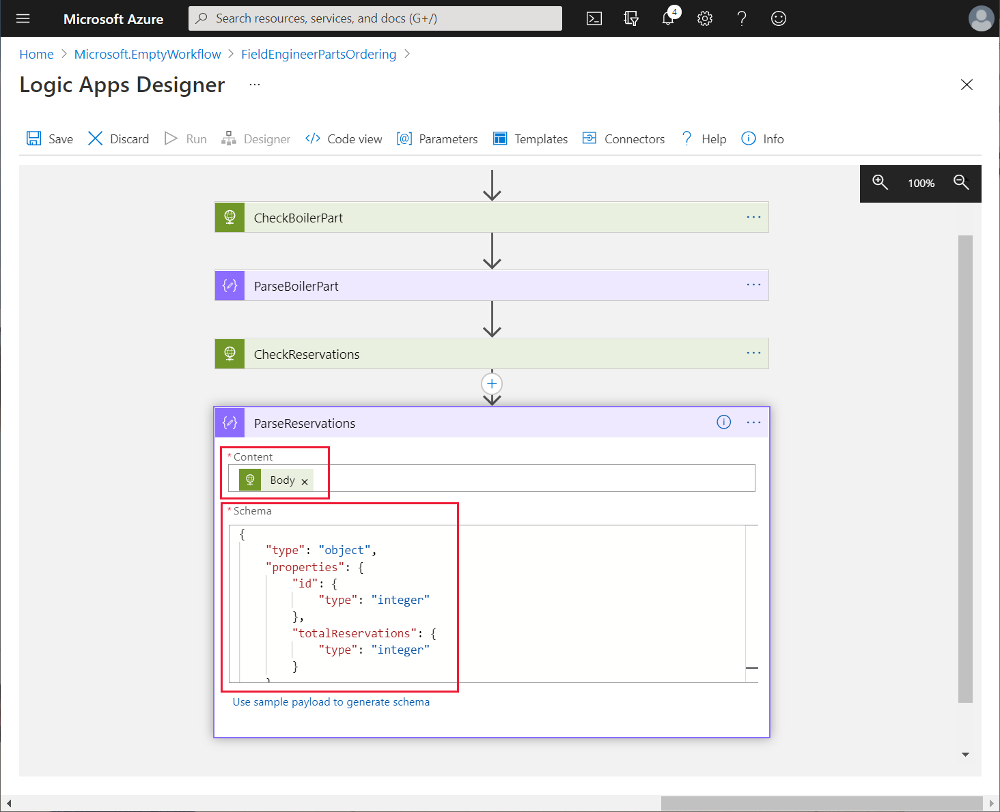 Microsoft Azure
Search resources, services, and docs (G+/)
4
Home > Microsoft.EmptyWorkflow > FieldEngineerPartsOrdering >
Logic Apps Designer ...
Save Discard Run Designer </> Code view [@] Parameters Templates Connectors ? Help Info
100%
CheckBoilerPart ...
ParseBoilerPart ...
CheckReservations ...
ParseReservations ...
* Content
Body ×
* Schema
{
"type": "object",
"properties": {
"id": {
"type": "integer"
},
"totalReservations": {
"type": "integer"
}
}
Use sample payload to generate schema